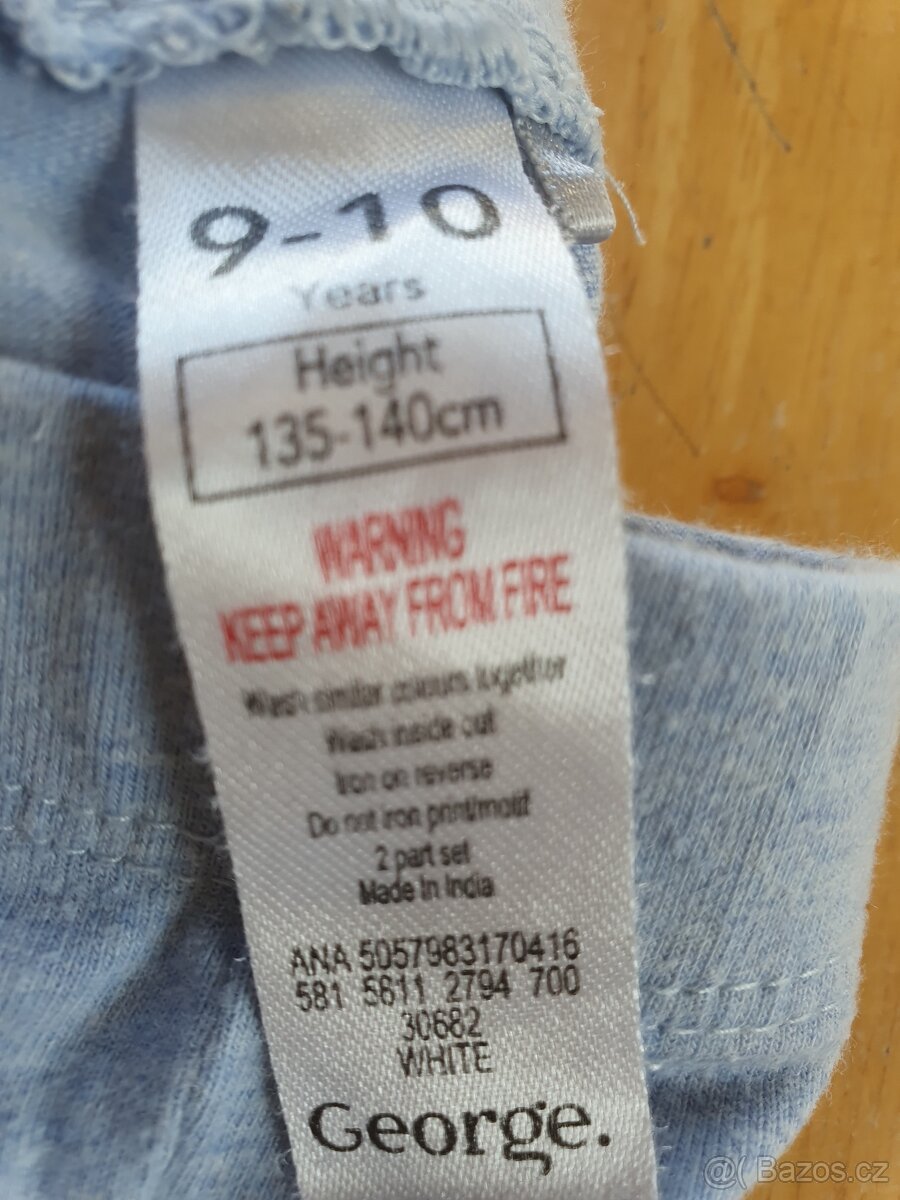 9-10
Years
Height
135-140cm
WARNING
KEEP AWAY FROM FIRE
Wash similar colours together
Wash inside out
Iron on reverse
Do not iron print/motif
2 part set
Made In India
ANA 5057983170416
581 5811 2794 700
30682
WHITE
George.
@( Bazos.cz